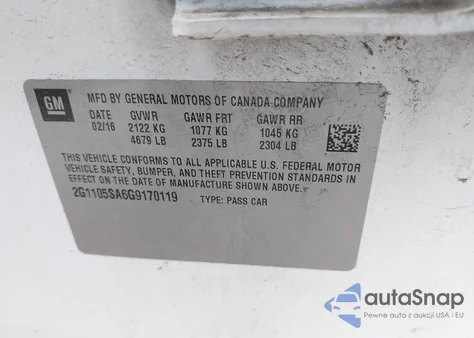 GM
MFD BY GENERAL MOTORS OF CANADA COMPANY
DATE GVWR GAWR FRT GAWR RR
02/16 2122 KG 1077 KG 1045 KG
4679 LB 2375 LB 2304 LB
THIS VEHICLE CONFORMS TO ALL APPLICABLE U.S. FEDERAL MOTOR
VEHICLE SAFETY, BUMPER, AND THEFT PREVENTION STANDARDS IN
EFFECT ON THE DATE OF MANUFACTURE SHOWN ABOVE.
2G1105SA6G9170119 TYPE: PASS CAR
autoSnap
Pewne auta z aukcji USA i EU